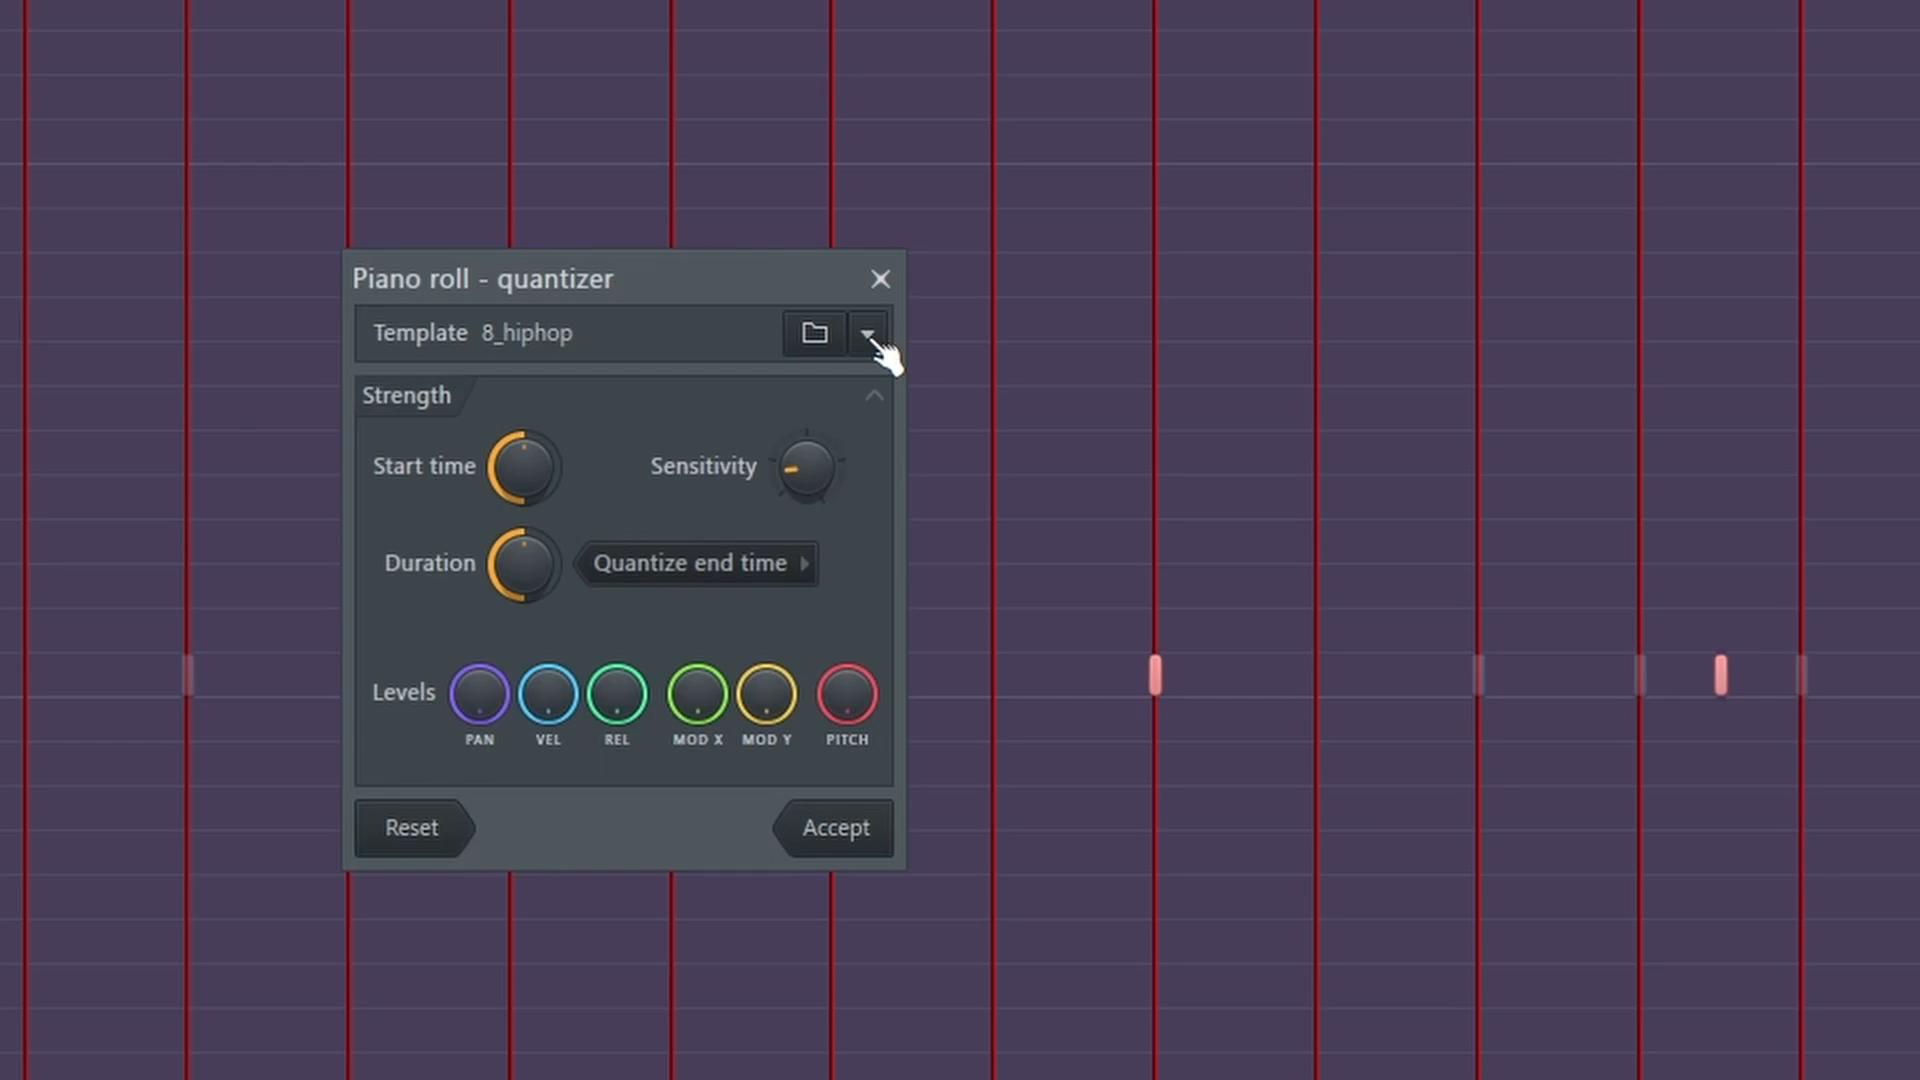 Piano roll - quantizer
Template 8_hiphop
Strength
Start time Sensitivity
Duration Quantize end time
Levels
PAN VEL REL MOD X MOD Y PITCH
Reset Accept